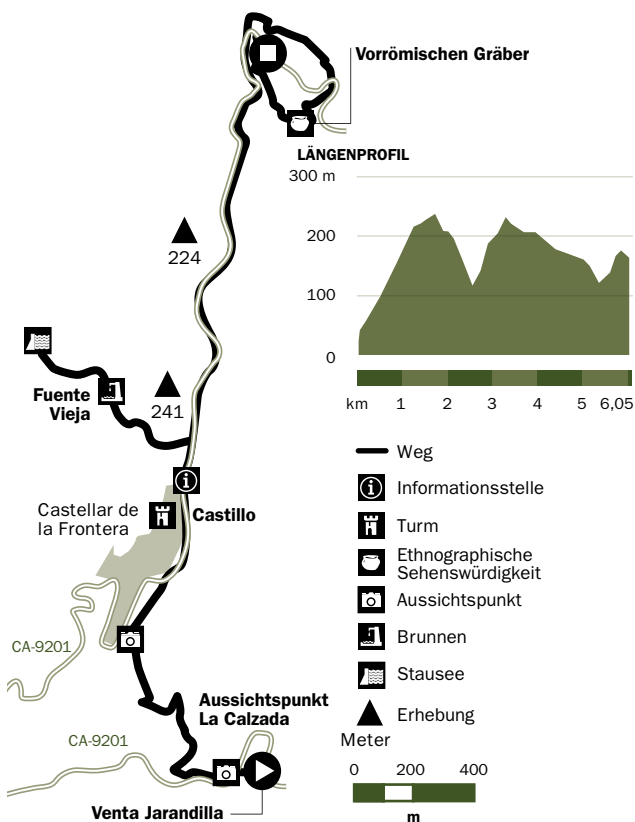 Vorrömischen Gräber
LÄNGENPROFIL
300 m
200
100
0
km 1 2 3 4 5 6,05
224
Fuente
Vieja
241
Castellar de
la Frontera
Castillo
CA-9201
Aussichtspunkt
La Calzada
CA-9201
Venta Jarandilla
Weg
Informationsstelle
Turm
Ethnographische
Sehenswürdigkeit
Aussichtspunkt
Brunnen
Stausee
Erhebung
Meter
0 200 400
m